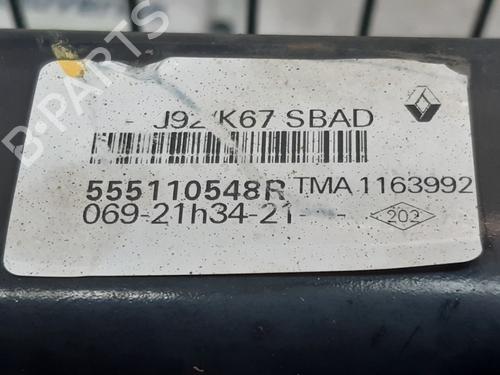 - J92 K67 SBAD
555110548R TMA 1163992
069-21h34-21- - -
202
B-PARTS